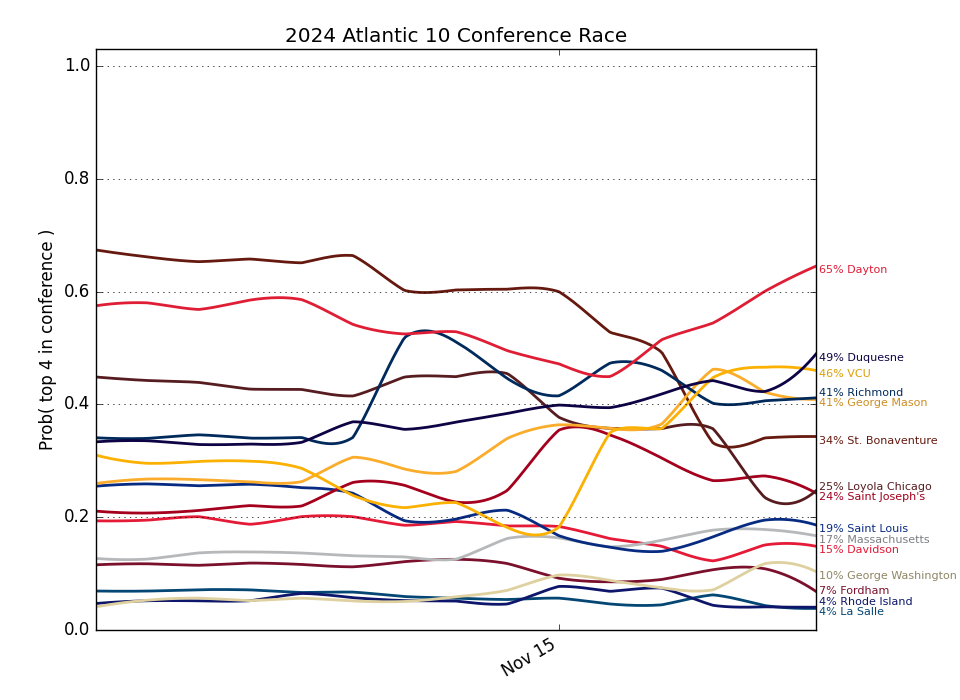 2024 Atlantic 10 Conference Race
Prob( top 4 in conference )
1.0
0.8
0.6
0.4
0.2
0.0
Nov 15
65% Dayton
49% Duquesne
46% VCU
41% Richmond
41% George Mason
34% St. Bonaventure
25% Loyola Chicago
24% Saint Joseph's
19% Saint Louis
17% Massachusetts
15% Davidson
10% George Washington
7% Fordham
4% Rhode Island
4% La Salle